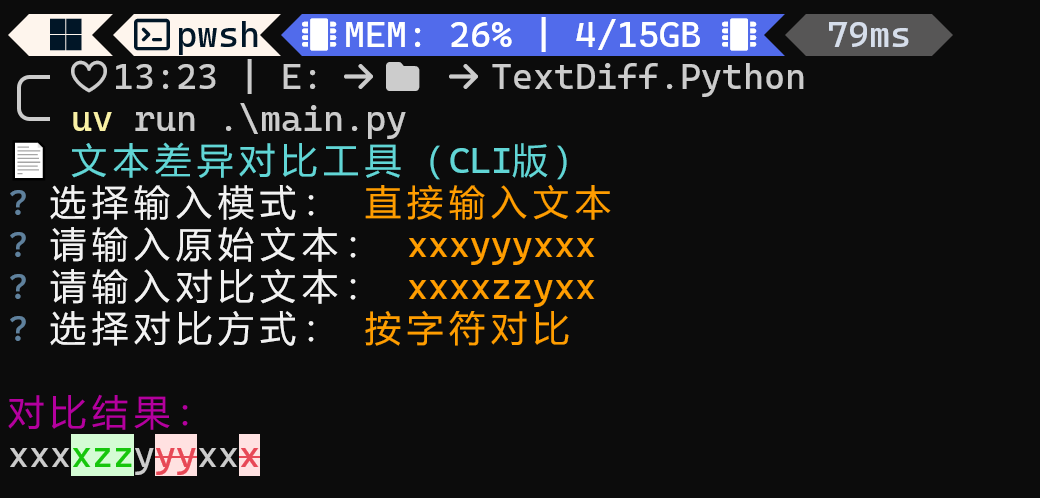 pwsh MEM: 26% | 4/15GB 79ms
13:23 | E: → → TextDiff.Python
uv run .\main.py
文本差异对比工具（CLI版）
? 选择输入模式： 直接输入文本
? 请输入原始文本： xxxyyyxxx
? 请输入对比文本： xxxxzzyxx
? 选择对比方式： 按字符对比
对比结果：
xxxxzzyyyxxx